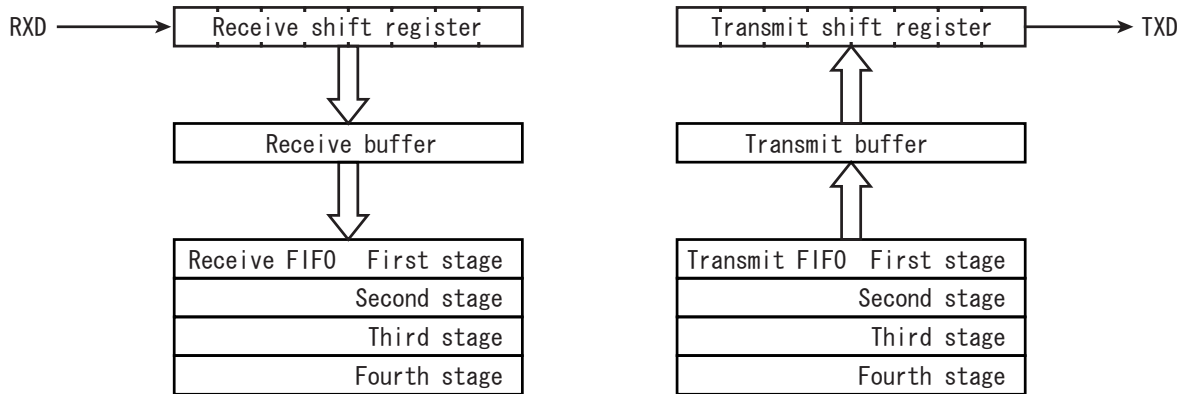 RXD
Receive shift register
Transmit shift register
TXD
Receive buffer
Transmit buffer
Receive FIFO First stage
Second stage
Third stage
Fourth stage
Transmit FIFO First stage
Second stage
Third stage
Fourth stage